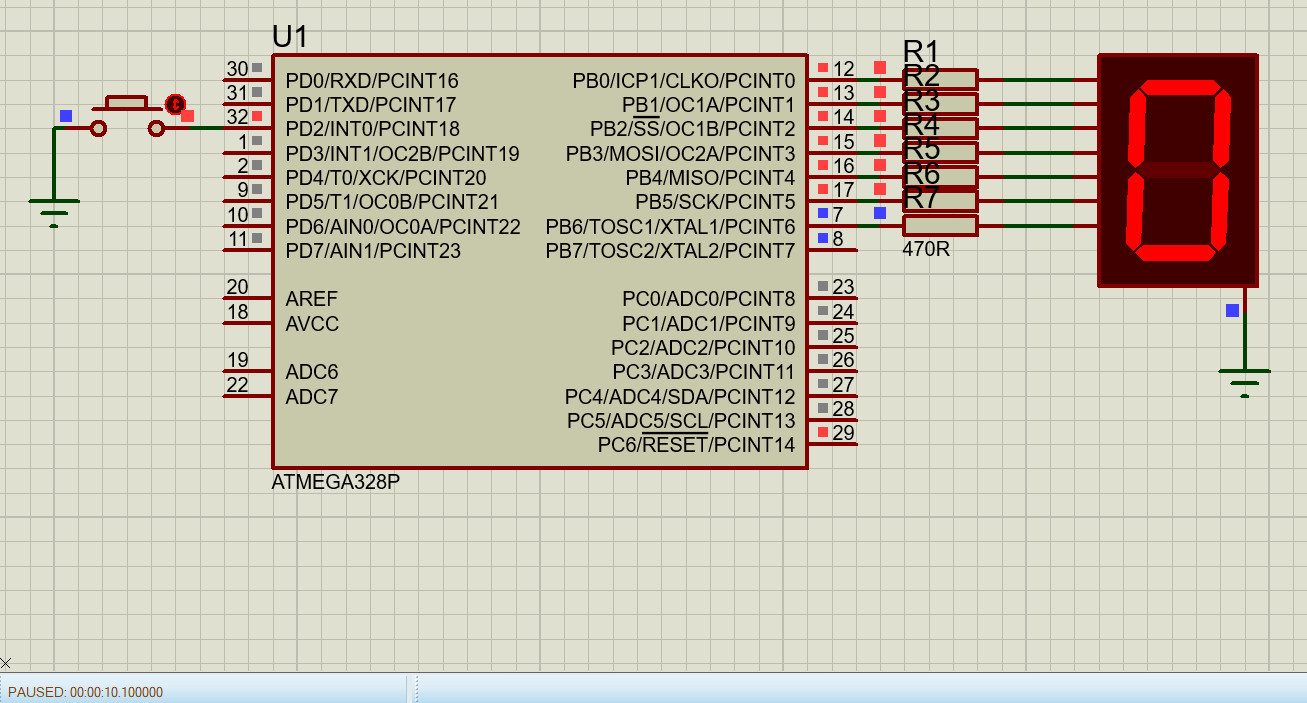 U1
30 PD0/RXD/PCINT16
31 PD1/TXD/PCINT17
32 PD2/INT0/PCINT18
1 PD3/INT1/OC2B/PCINT19
2 PD4/T0/XCK/PCINT20
9 PD5/T1/OC0B/PCINT21
10 PD6/AIN0/OC0A/PCINT22
11 PD7/AIN1/PCINT23
20 AREF
18 AVCC
19 ADC6
22 ADC7
PB0/ICP1/CLKO/PCINT0 12
PB1/OC1A/PCINT1 13
PB2/SS/OC1B/PCINT2 14
PB3/MOSI/OC2A/PCINT3 15
PB4/MISO/PCINT4 16
PB5/SCK/PCINT5 17
PB6/TOSC1/XTAL1/PCINT6 7
PB7/TOSC2/XTAL2/PCINT7 8
PC0/ADC0/PCINT8 23
PC1/ADC1/PCINT9 24
PC2/ADC2/PCINT10 25
PC3/ADC3/PCINT11 26
PC4/ADC4/SDA/PCINT12 27
PC5/ADC5/SCL/PCINT13 28
PC6/RESET/PCINT14 29
ATMEGA328P
R1
R2
R3
R4
R5
R6
R7
470R
0
PAUSED: 00:00:10.100000